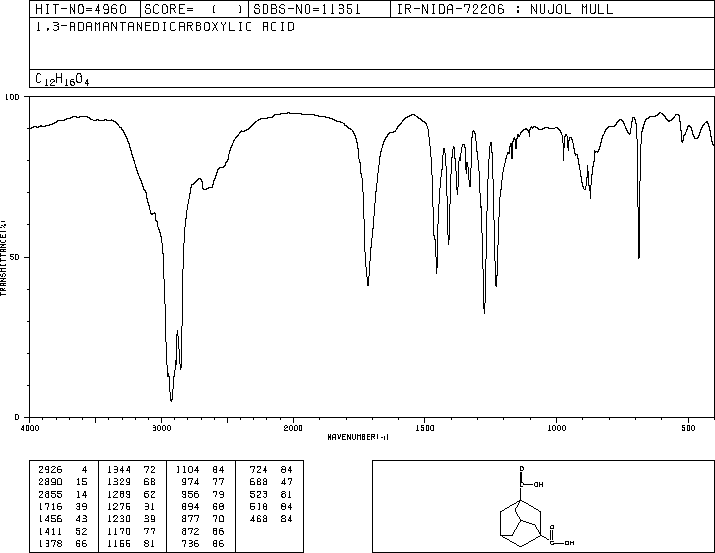 HIT-NO=4960 SCORE= ( ) SDBS-NO=11351 IR-NIDA-72206 : NUJOL MULL
1,3-ADAMANTANEDICARBOXYLIC ACID
C12H16O4
100
50
0
TRANSMITTANCE(%)
4000 3000 2000 1500 1000 500
WAVENUMBER(-1)
2926 4 1344 72 1104 84 724 84
2890 15 1329 68 974 77 688 47
2855 14 1289 62 956 79 523 81
1716 39 1276 31 894 68 518 84
1456 43 1230 39 877 70 468 84
1411 52 1170 77 872 66
1378 66 1156 81 736 86
O
C OH
O
C OH